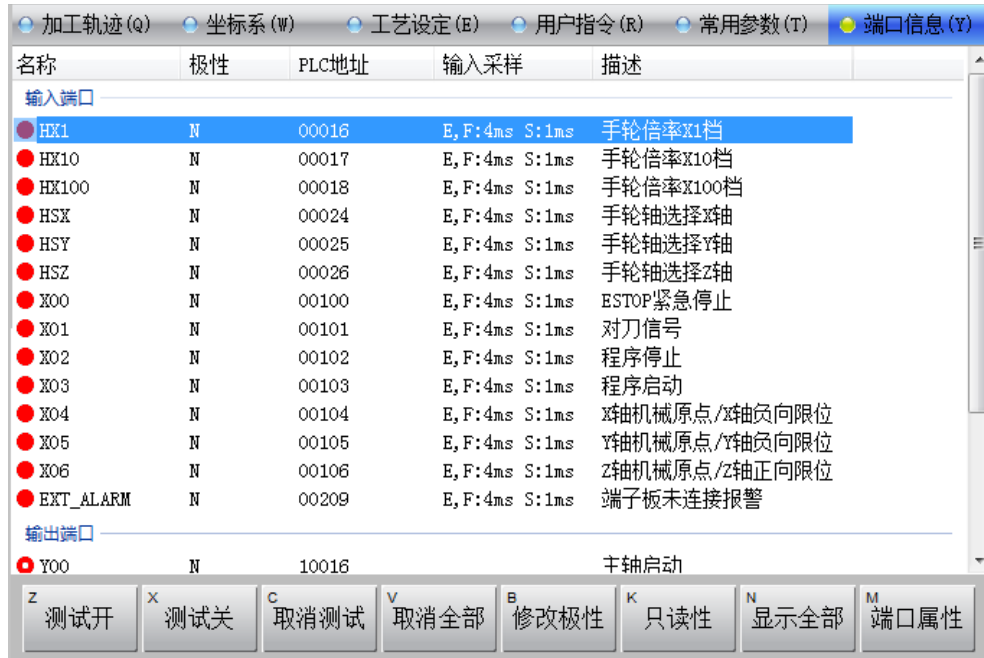 加工轨迹(Q) 坐标系(W) 工艺设定(E) 用户指令(R) 常用参数(T) 端口信息(Y)
名称 极性 PLC地址 输入采样 描述
输入端口
HX1 N 00016 E,F:4ms S:1ms 手轮倍率X1档
HX10 N 00017 E,F:4ms S:1ms 手轮倍率X10档
HX100 N 00018 E,F:4ms S:1ms 手轮倍率X100档
HSX N 00024 E,F:4ms S:1ms 手轮轴选择X轴
HSY N 00025 E,F:4ms S:1ms 手轮轴选择Y轴
HSZ N 00026 E,F:4ms S:1ms 手轮轴选择Z轴
X00 N 00100 E,F:4ms S:1ms ESTOP紧急停止
X01 N 00101 E,F:4ms S:1ms 对刀信号
X02 N 00102 E,F:4ms S:1ms 程序停止
X03 N 00103 E,F:4ms S:1ms 程序启动
X04 N 00104 E,F:4ms S:1ms X轴机械原点/X轴负向限位
X05 N 00105 E,F:4ms S:1ms Y轴机械原点/Y轴负向限位
X06 N 00106 E,F:4ms S:1ms Z轴机械原点/Z轴正向限位
EXT_ALARM N 00209 E,F:4ms S:1ms 端子板未连接报警
输出端口
Y00 N 10016 主轴启动
Z 测试开 X 测试关 C 取消测试 V 取消全部 B 修改极性 K 只读性 N 显示全部 M 端口属性